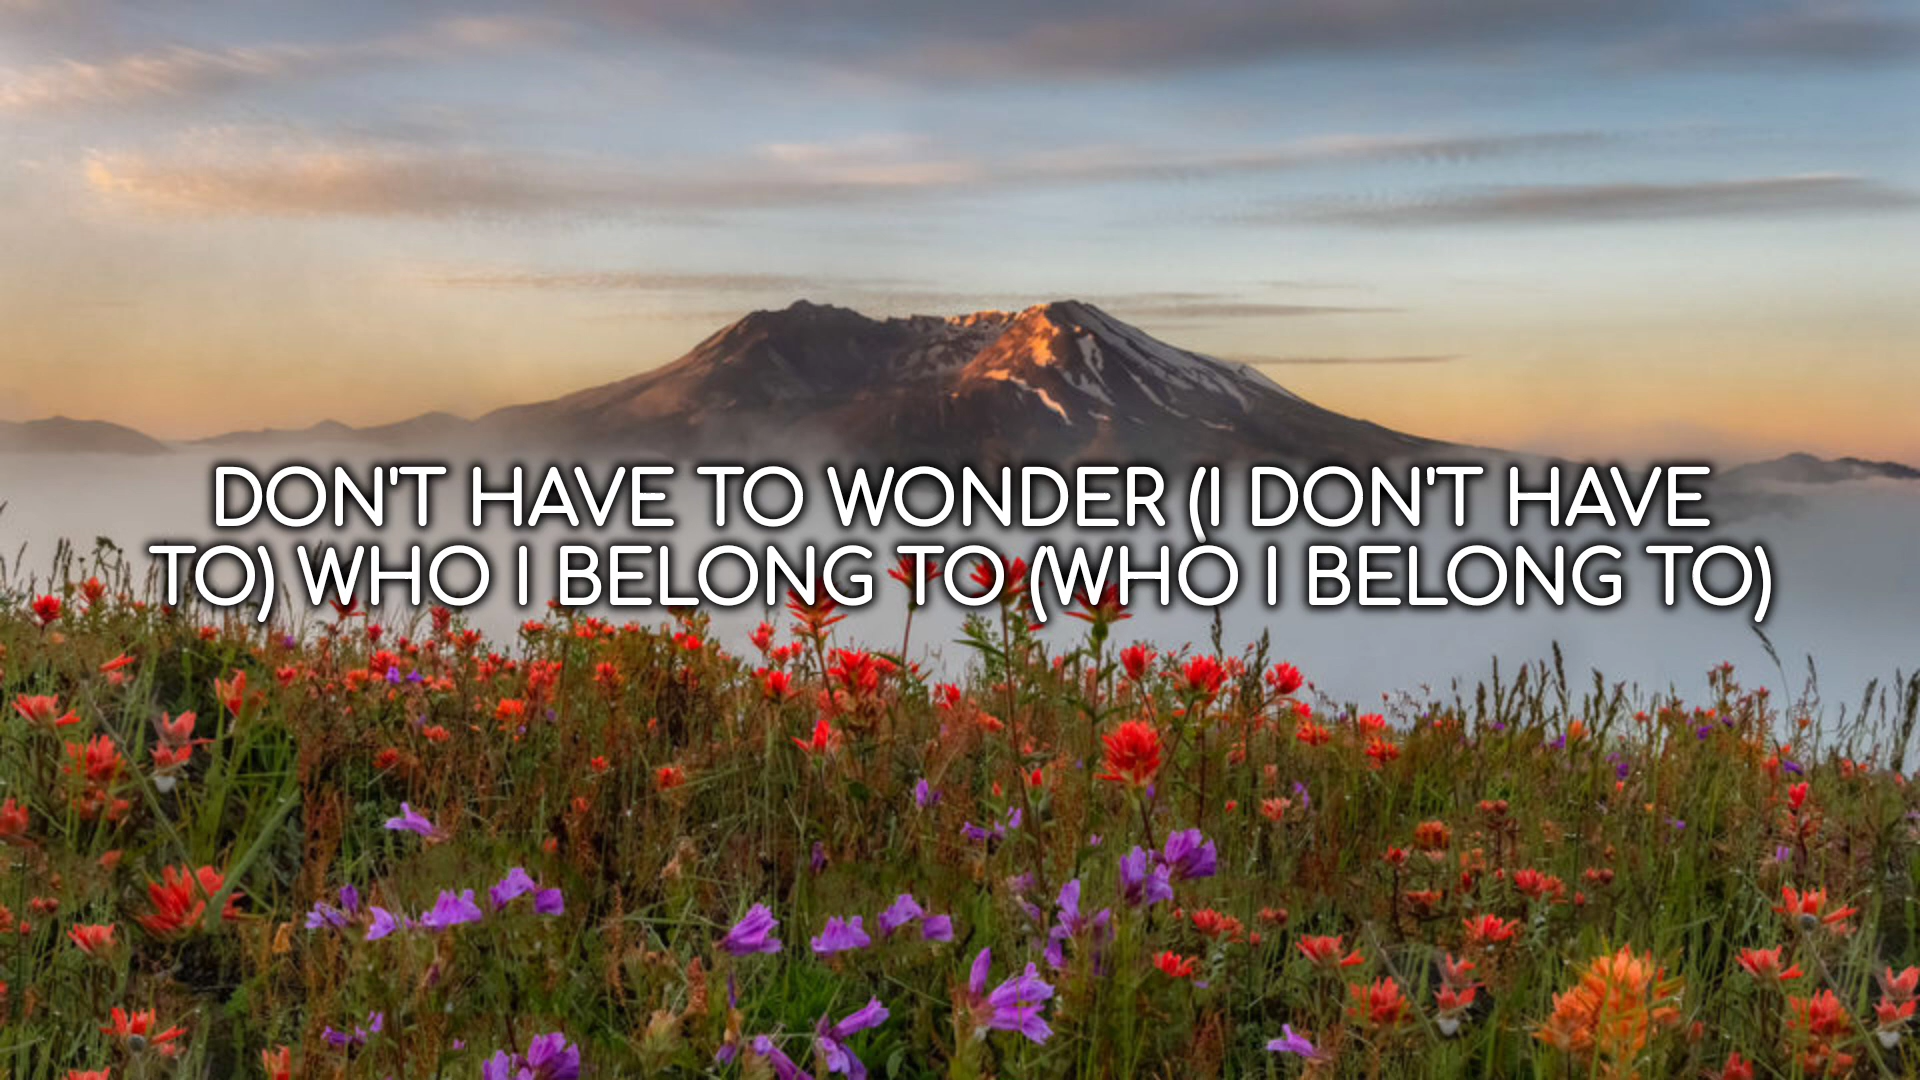 DON'T HAVE TO WONDER (I DON'T HAVE
TO) WHO I BELONG TO (WHO I BELONG TO)